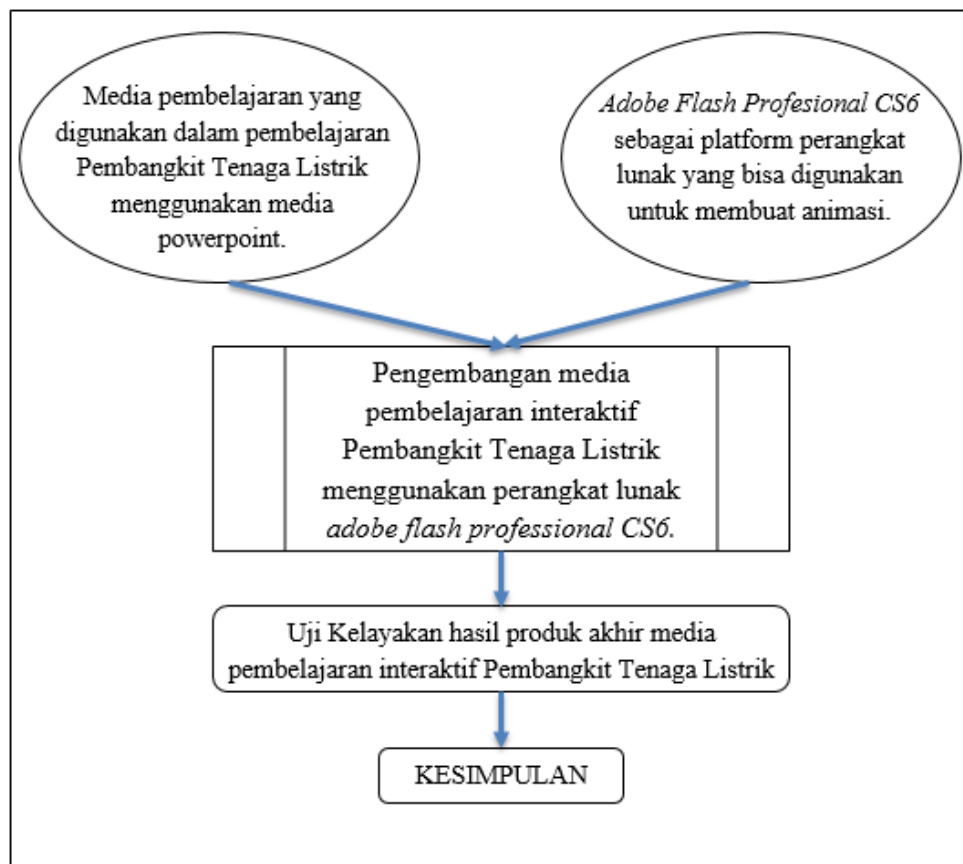 Media pembelajaran yang
digunakan dalam pembelajaran
Pembangkit Tenaga Listrik
menggunakan media
powerpoint.
Adobe Flash Profesional CS6
sebagai platform perangkat
lunak yang bisa digunakan
untuk membuat animasi.
Pengembangan media
pembelajaran interaktif
Pembangkit Tenaga Listrik
menggunakan perangkat lunak
adobe flash professional CS6.
Uji Kelayakan hasil produk akhir media
pembelajaran interaktif Pembangkit Tenaga Listrik
KESIMPULAN